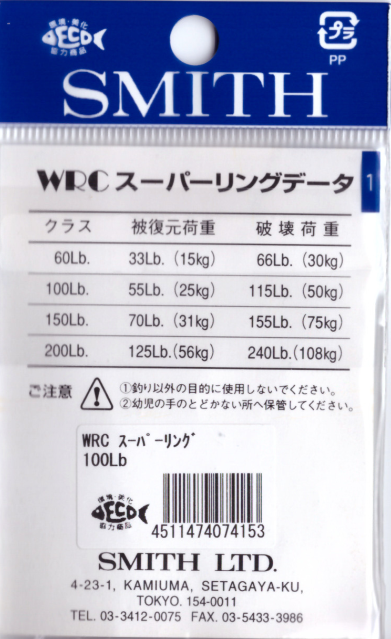 環境・美化
ECO
協力商品
プラ
PP
SMITH
WRC スーパーリングデータ
1
クラス 被復元荷重 破壊荷重
60Lb. 33Lb. (15kg) 66Lb. (30kg)
100Lb. 55Lb. (25kg) 115Lb. (50kg)
150Lb. 70Lb. (31kg) 155Lb. (75kg)
200Lb. 125Lb.(56kg) 240Lb.(108kg)
ご注意 ①釣り以外の目的に使用しないでください。
②幼児の手のとどかない所へ保管してください。
WRC ｽｰﾊﾟｰﾘﾝｸﾞ
100Lb
環境・美化
ECO
協力商品
4511474074153
SMITH LTD.
4-23-1, KAMIUMA, SETAGAYA-KU,
TOKYO. 154-0011
TEL. 03-3412-0075 FAX. 03-5433-3986